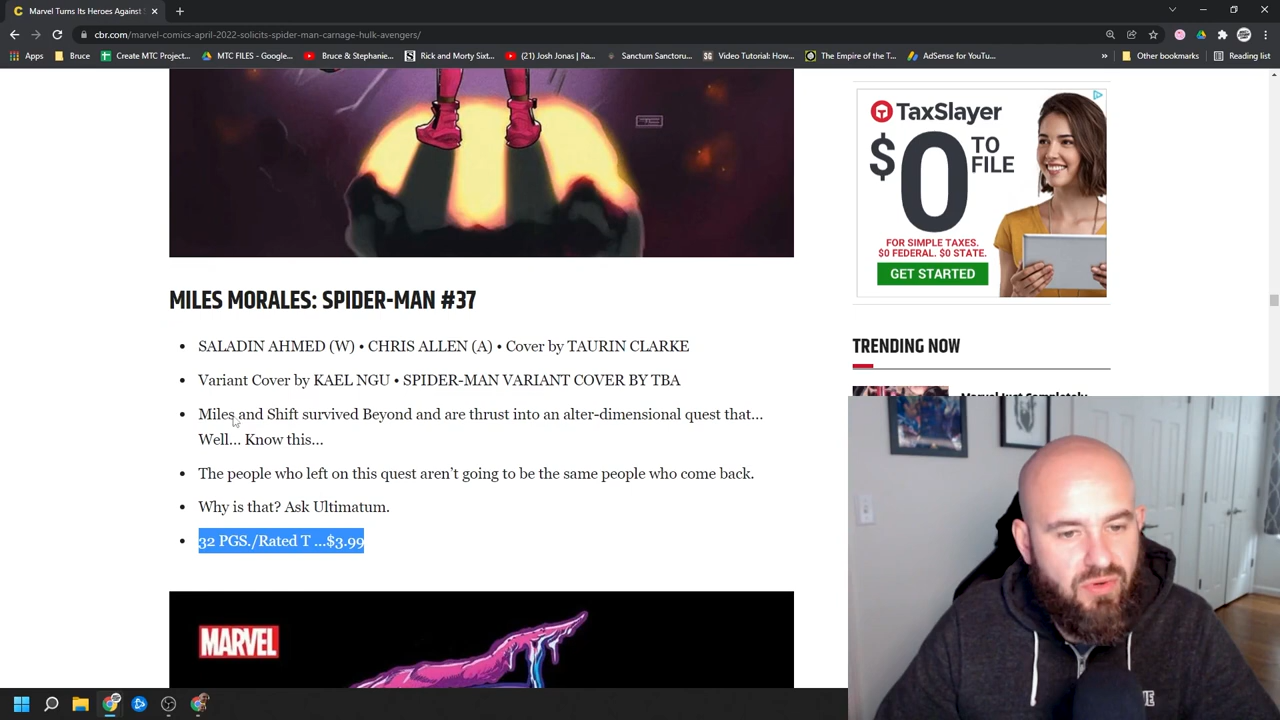 Marvel Turns Its Heroes Against
cbr.com/marvel-comics-april-2022-solicits-spider-man-carnage-hulk-avengers/
Apps
Bruce
Create MTC Project...
MTC FILES - Google...
Bruce & Stephanie...
Rick and Morty Sixt...
(21) Josh Jonas | Ra...
Sanctum Sanctoru...
SG Video Tutorial: How...
The Empire of the T...
AdSense for YouTu...
Other bookmarks
Reading list
TaxSlayer
$0 TO FILE
FOR SIMPLE TAXES.
$0 FEDERAL. $0 STATE.
GET STARTED
MILES MORALES: SPIDER-MAN #37
SALADIN AHMED (W) • CHRIS ALLEN (A) • Cover by TAURIN CLARKE
Variant Cover by KAEL NGU • SPIDER-MAN VARIANT COVER BY TBA
Miles and Shift survived Beyond and are thrust into an alter-dimensional quest that…
Well… Know this…
The people who left on this quest aren’t going to be the same people who come back.
Why is that? Ask Ultimatum.
32 PGS./Rated T …$3.99
TRENDING NOW
Marvel Just Completely
MARVEL